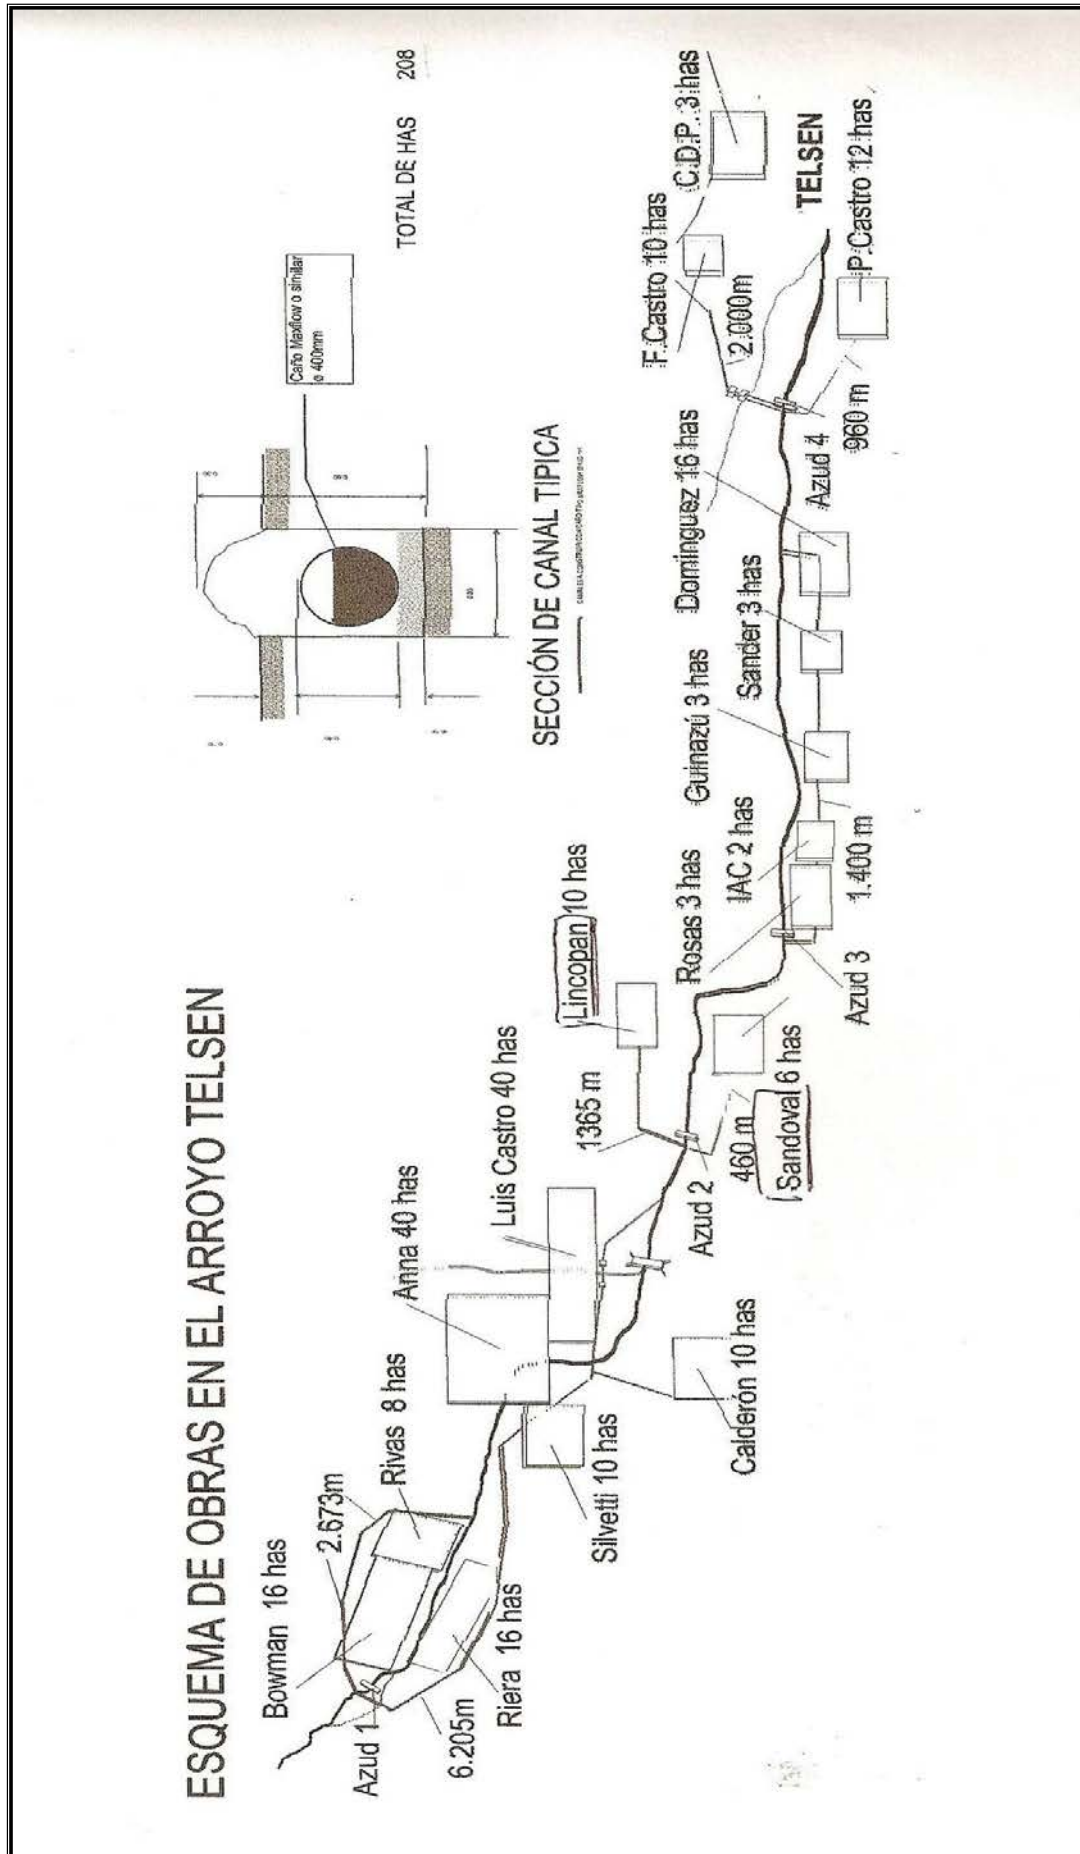 ESQUEMA DE OBRAS EN EL ARROYO TELSEN
Bowman 16 has
2.673m
Rivas 8 has
Azud 1
6.205m
Riera 16 has
Anna 40 has
Luis Castro 40 has
Silvetti 10 has
Calderón 10 has
1365 m
Lincopan 10 has
Azud 2
460 m
Sandoval 6 has
Rosas 3 has
IAC 2 has
Azud 3
1.400 m
Guinazú 3 has
Sander 3 has
Dominguez 16 has
Azud 4
960 m
F.Castro 10 has
2.000m
C.D.P. 3 has
TELSEN
P.Castro 12 has
SECCIÓN DE CANAL TIPICA
Caño Maxflow o similar
ø 400mm
TOTAL DE HAS 208